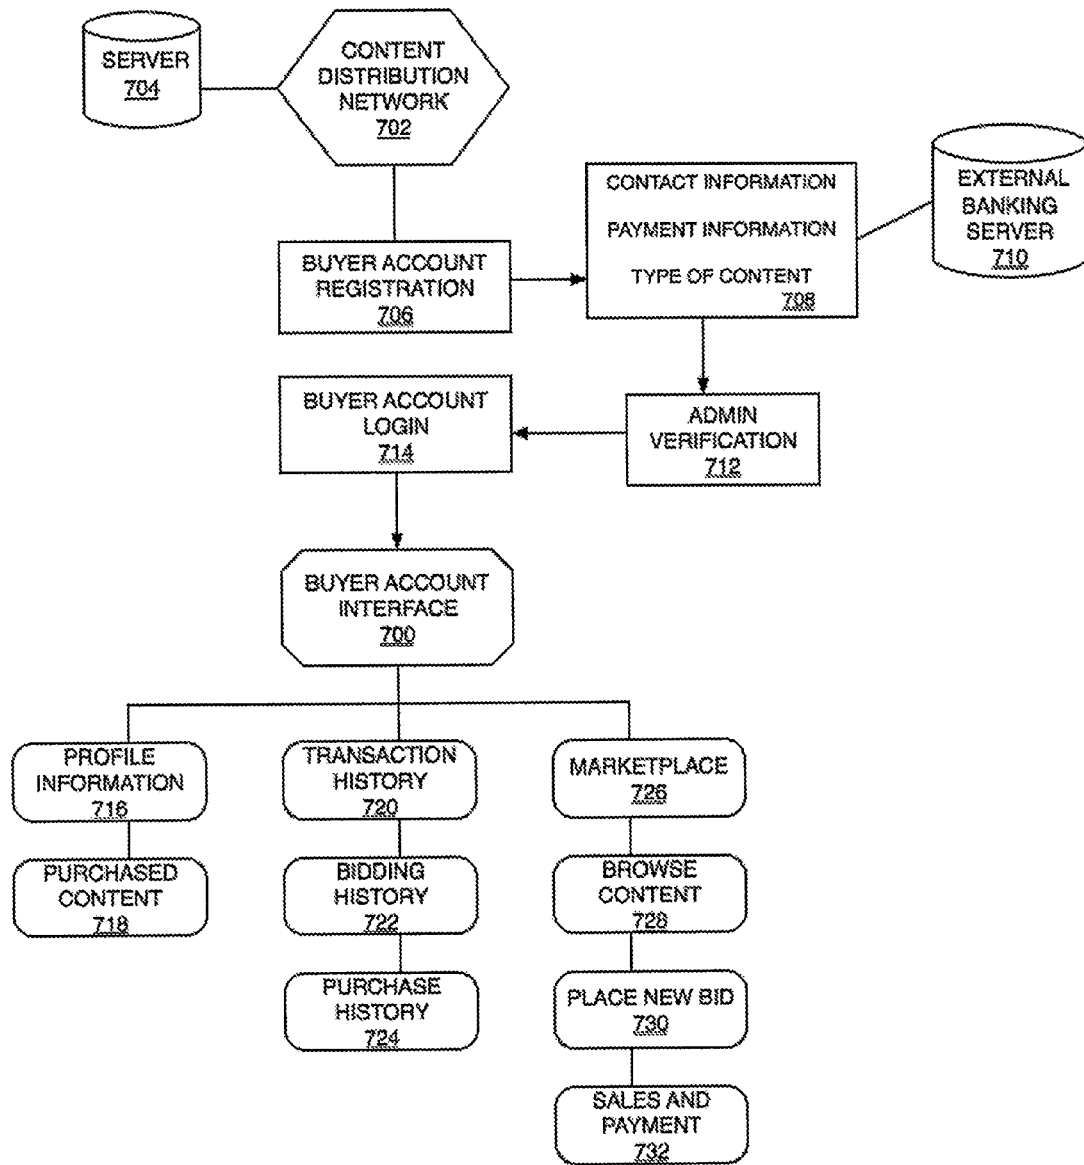 SERVER
704
CONTENT
DISTRIBUTION
NETWORK
702
CONTACT INFORMATION
PAYMENT INFORMATION
TYPE OF CONTENT
708
EXTERNAL
BANKING
SERVER
710
BUYER ACCOUNT
REGISTRATION
706
BUYER ACCOUNT
LOGIN
714
ADMIN
VERIFICATION
712
BUYER ACCOUNT
INTERFACE
700
PROFILE
INFORMATION
716
PURCHASED
CONTENT
718
TRANSACTION
HISTORY
720
BIDDING
HISTORY
722
PURCHASE
HISTORY
724
MARKETPLACE
726
BROWSE
CONTENT
728
PLACE NEW BID
730
SALES AND
PAYMENT
732